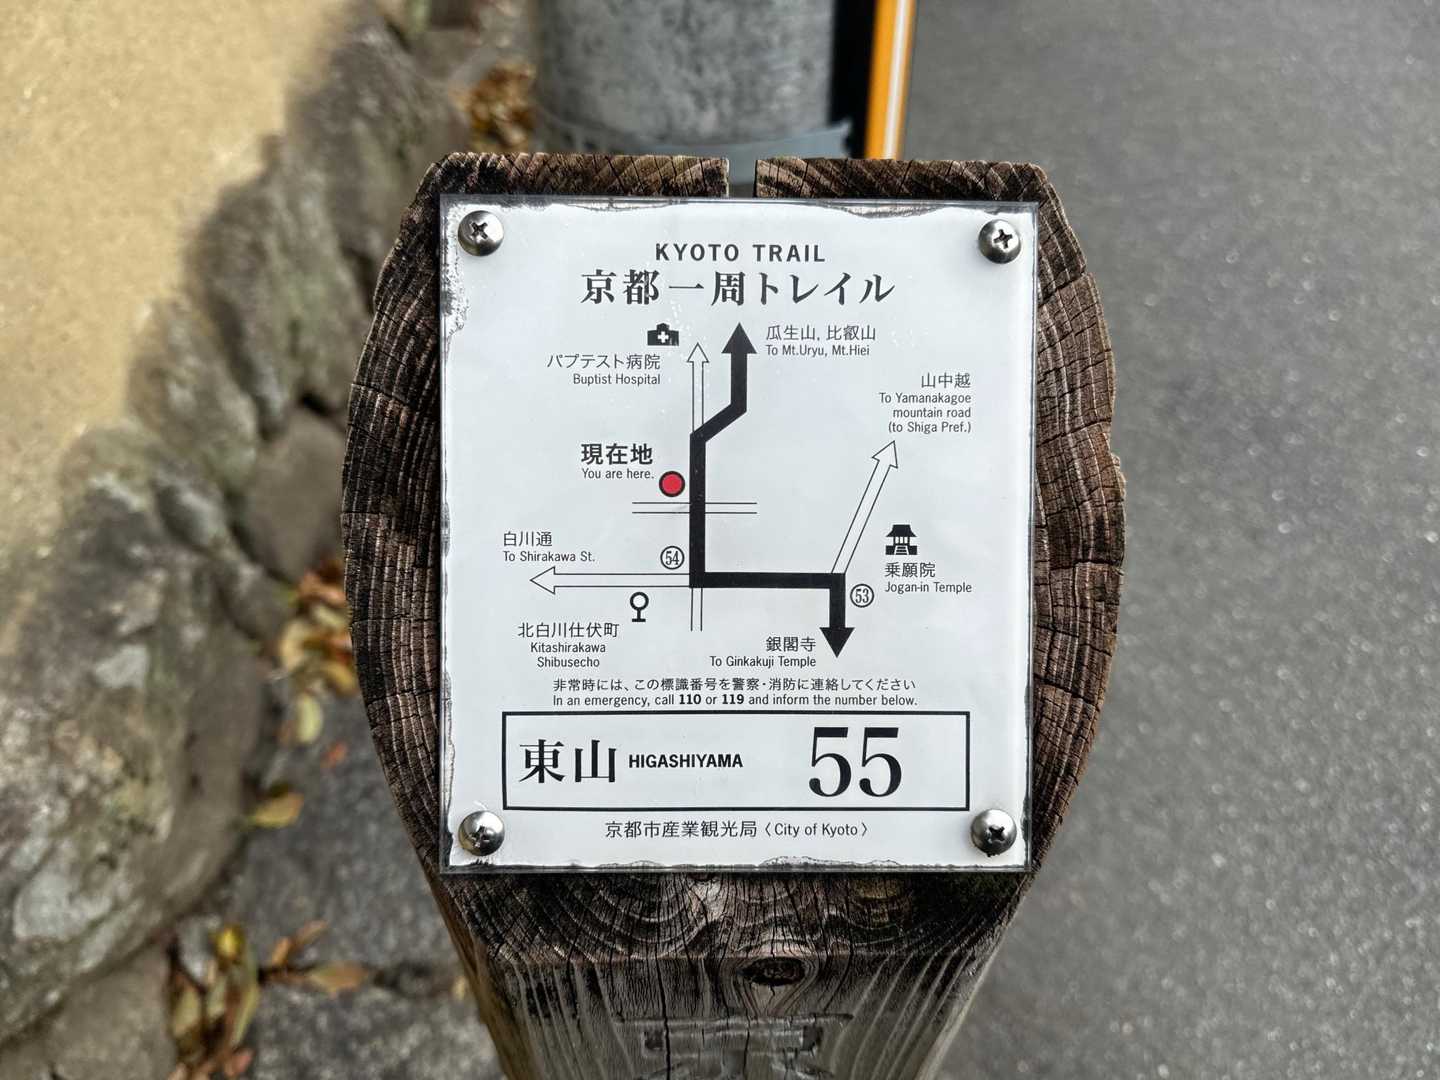 KYOTO TRAIL
京都一周トレイル
瓜生山, 比叡山
To Mt.Uryu, Mt.Hiei
バプテスト病院
Buptist Hospital
山中越
To Yamanakagoe
mountain road
(to Shiga Pref.)
現在地
You are here.
白川通
To Shirakawa St.
54
乗願院
Jogan-in Temple
53
北白川仕伏町
Kitashirakawa
Shibusecho
銀閣寺
To Ginkakuji Temple
非常時には、この標識番号を警察・消防に連絡してください
In an emergency, call 110 or 119 and inform the number below.
東山 HIGASHIYAMA 55
京都市産業観光局〈City of Kyoto〉